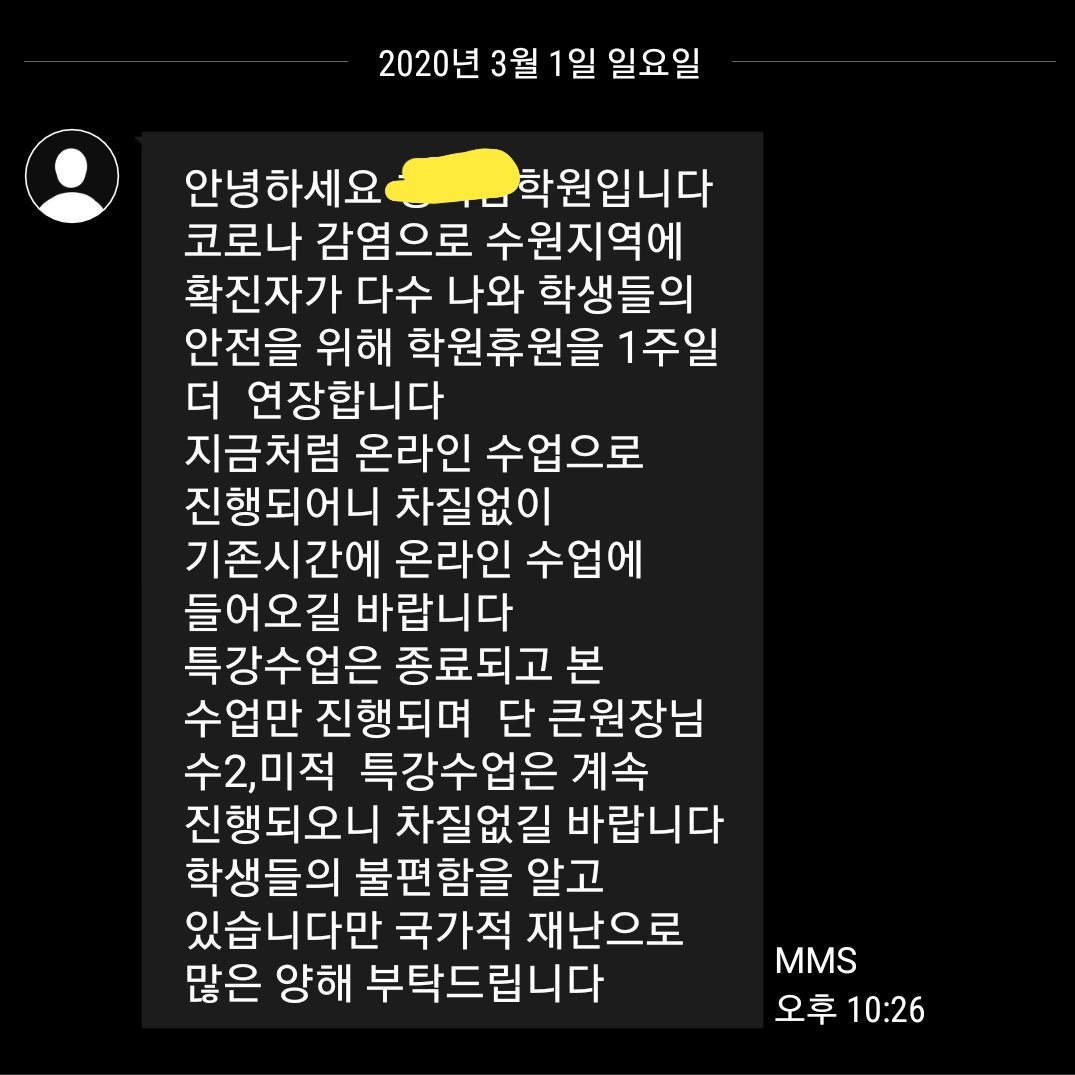 2020년 3월 1일 일요일
안녕하세요 학원입니다
코로나 감염으로 수원지역에
확진자가 다수 나와 학생들의
안전을 위해 학원휴원을 1주일
더  연장합니다
지금처럼 온라인 수업으로
진행되어니 차질없이
기존시간에 온라인 수업에
들어오길 바랍니다
특강수업은 종료되고 본
수업만 진행되며  단 큰원장님
수2,미적  특강수업은 계속
진행되오니 차질없길 바랍니다
학생들의 불편함을 알고
있습니다만 국가적 재난으로
많은 양해 부탁드립니다
MMS
오후 10:26